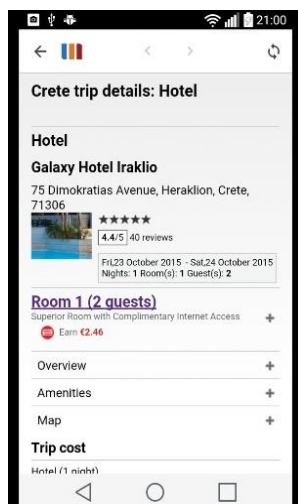 21:00
Crete trip details: Hotel
Hotel
Galaxy Hotel Iraklio
75 Dimokratias Avenue, Heraklion, Crete,
71306
4.4/5 40 reviews
Fri,23 October 2015 - Sat,24 October 2015
Nights: 1 Room(s): 1 Guest(s): 2
Room 1 (2 guests)
Superior Room with Complimentary Internet Access
Earn €2.46
Overview
Amenities
Map
Trip cost
Hotel (1 night)